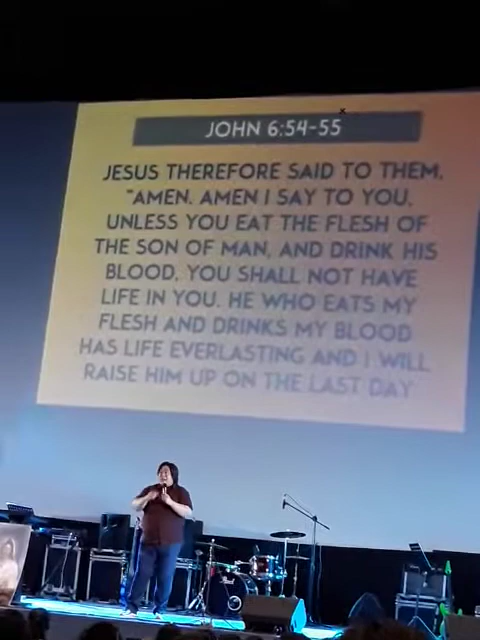 JOHN 6:54-55
JESUS THEREFORE SAID TO THEM,
"AMEN, AMEN I SAY TO YOU,
UNLESS YOU EAT THE FLESH OF
THE SON OF MAN, AND DRINK HIS
BLOOD, YOU SHALL NOT HAVE
LIFE IN YOU. HE WHO EATS MY
FLESH AND DRINKS MY BLOOD
HAS LIFE EVERLASTING AND I WILL
RAISE HIM UP ON THE LAST DAY
Pearl